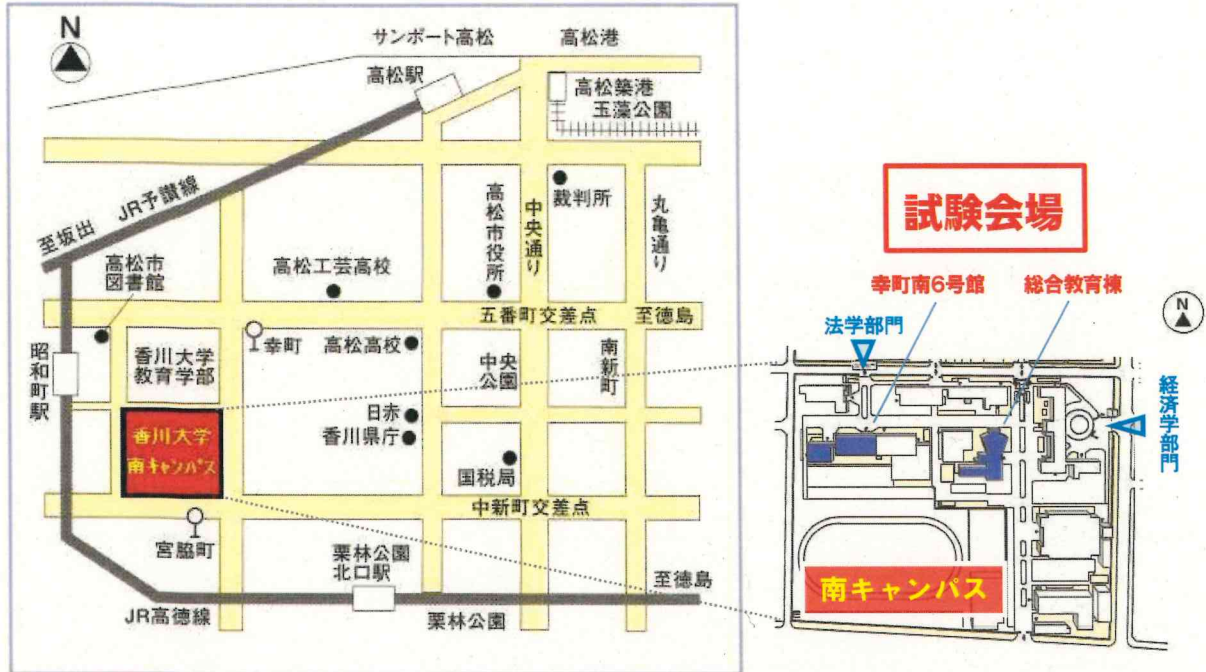 N
サンポート高松
高松港
高松駅
高松築港
玉藻公園
JR予讃線
至坂出
高松市
図書館
高松工芸高校
高松市役所
中央通り
裁判所
丸亀通り
五番町交差点
至徳島
昭和町駅
香川大学
教育学部
幸町
高松高校
中央
公園
南新町
香川大学
南キャンパス
日赤
香川県庁
国税局
中新町交差点
宮脇町
栗林公園
北口駅
至徳島
JR高徳線
栗林公園
試験会場
幸町南6号館
総合教育棟
N
法学部門
経済学部門
南キャンパス